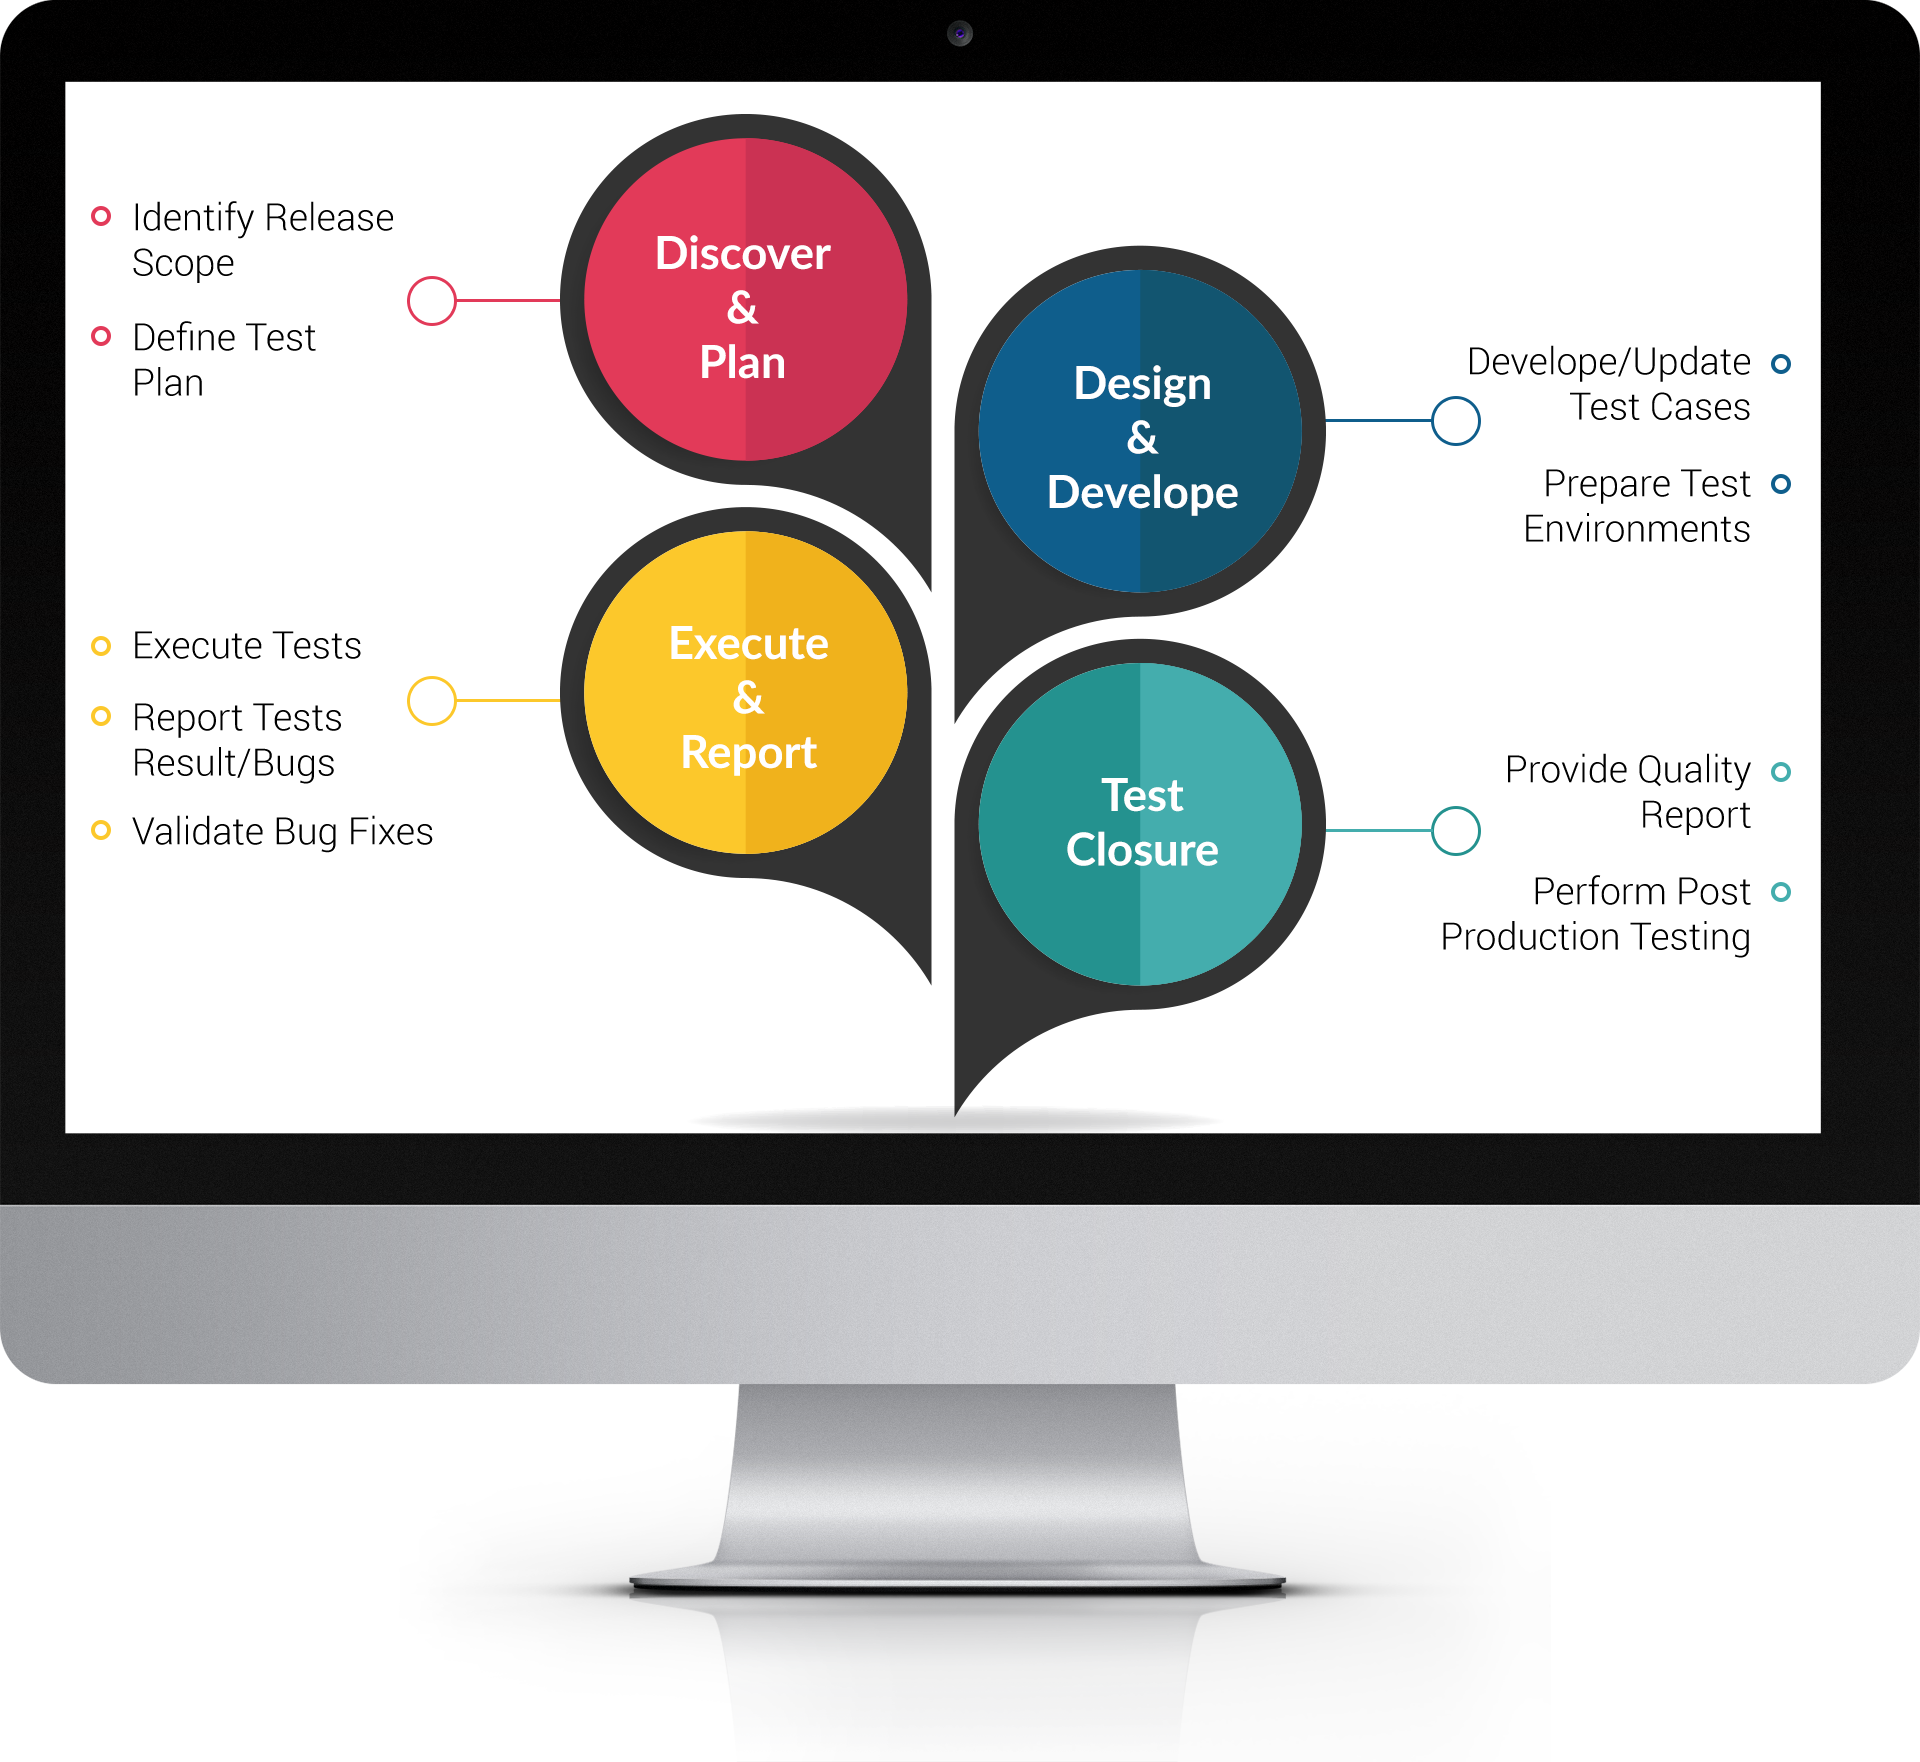 Identify Release
Scope
Define Test
Plan
Discover
&
Plan
Design
&
Develope
Develope/Update
Test Cases
Prepare Test
Environments
Execute Tests
Report Tests
Result/Bugs
Validate Bug Fixes
Execute
&
Report
Test
Closure
Provide Quality
Report
Perform Post
Production Testing